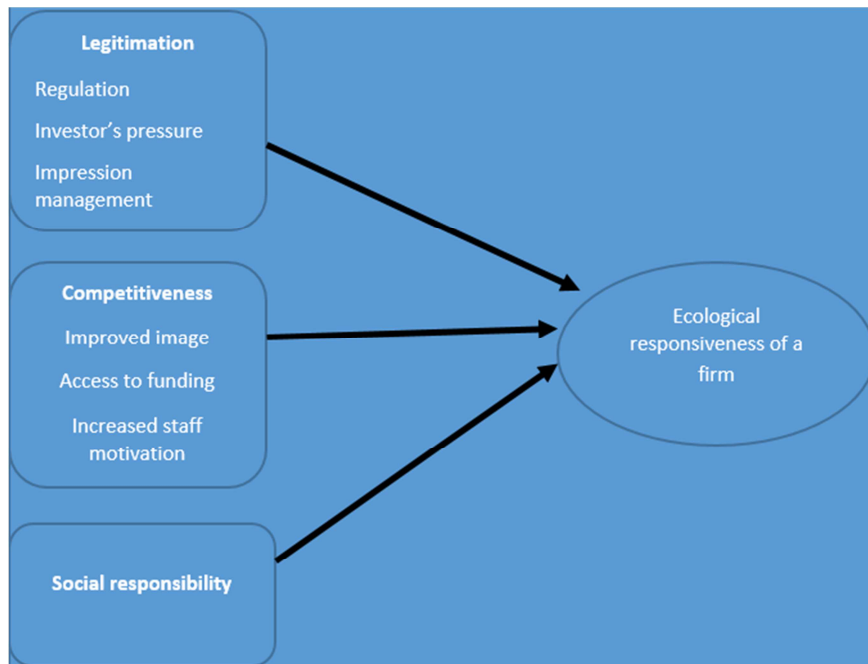 Legitimation
Regulation
Investor’s pressure
Impression
management
Competitiveness
Improved image
Access to funding
Increased staff
motivation
Social responsibility
Ecological
responsiveness of a
firm